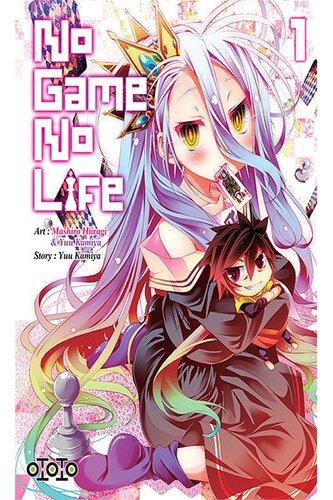 No
Game
No
Life
1
Art : Mashiro Hiiragi
& Yuu Kamiya
Story : Yuu Kamiya
OTOTO